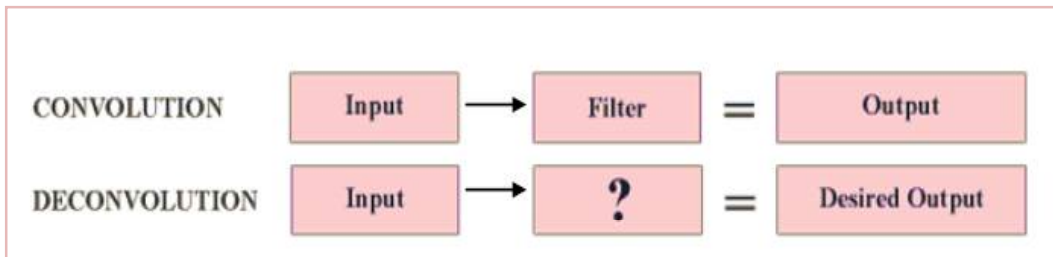 CONVOLUTION Input Filter = Output
DECONVOLUTION Input ? = Desired Output